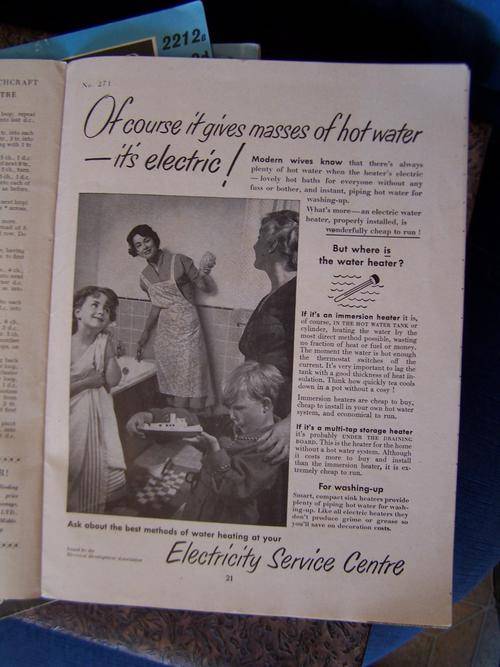 2212
CHCRAFT
TRE
No. 271
Of course it gives masses of hot water
— it's electric!
Modern wives know that there's always
plenty of hot water when the heater's electric
—lovely hot baths for everyone without any
fuss or bother, and instant, piping hot water for
washing-up.
What's more—an electric water
heater, properly installed, is
wonderfully cheap to run!
But where is
the water heater?
If it's an immersion heater it is,
of course, IN THE HOT WATER TANK or
cylinder, heating the water by the
most direct method possible, wasting
no fraction of heat or fuel or money.
The moment the water is hot enough
the thermostat switches off the
current. It's very important to lag the
tank with a good thickness of heat in-
sulation. Think how quickly tea cools
down in a pot without a cosy!
Immersion heaters are cheap to buy,
cheap to install in your own hot water
system, and economical to run.
If it's a multi-tap storage heater
it's probably UNDER THE DRAINING
BOARD. This is the heater for the home
without a hot water system. Although
it costs more to buy and install
than the immersion heater, it is ex-
tremely cheap to run.
For washing-up
Smart, compact sink heaters provide
plenty of piping hot water for wash-
ing-up. Like all electric heaters they
don't produce grime or grease so
you'll save on decoration costs.
Ask about the best methods of water heating at your
Electricity Service Centre
Issued by the
Electrical Development Association
21